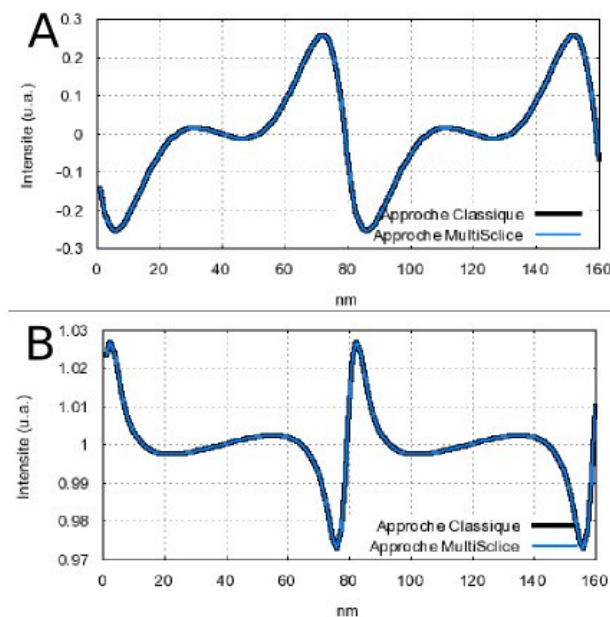 A
0.3
0.2
0.1
0
-0.1
-0.2
-0.3
Intensite (u.a.)
Approche Classique
Approche MultiSclice
0 20 40 60 80 100 120 140 160
nm
B
1.03
1.02
1.01
1
0.99
0.98
0.97
Intensite (u.a.)
Approche Classique
Approche MultiSclice
0 20 40 60 80 100 120 140 160
nm